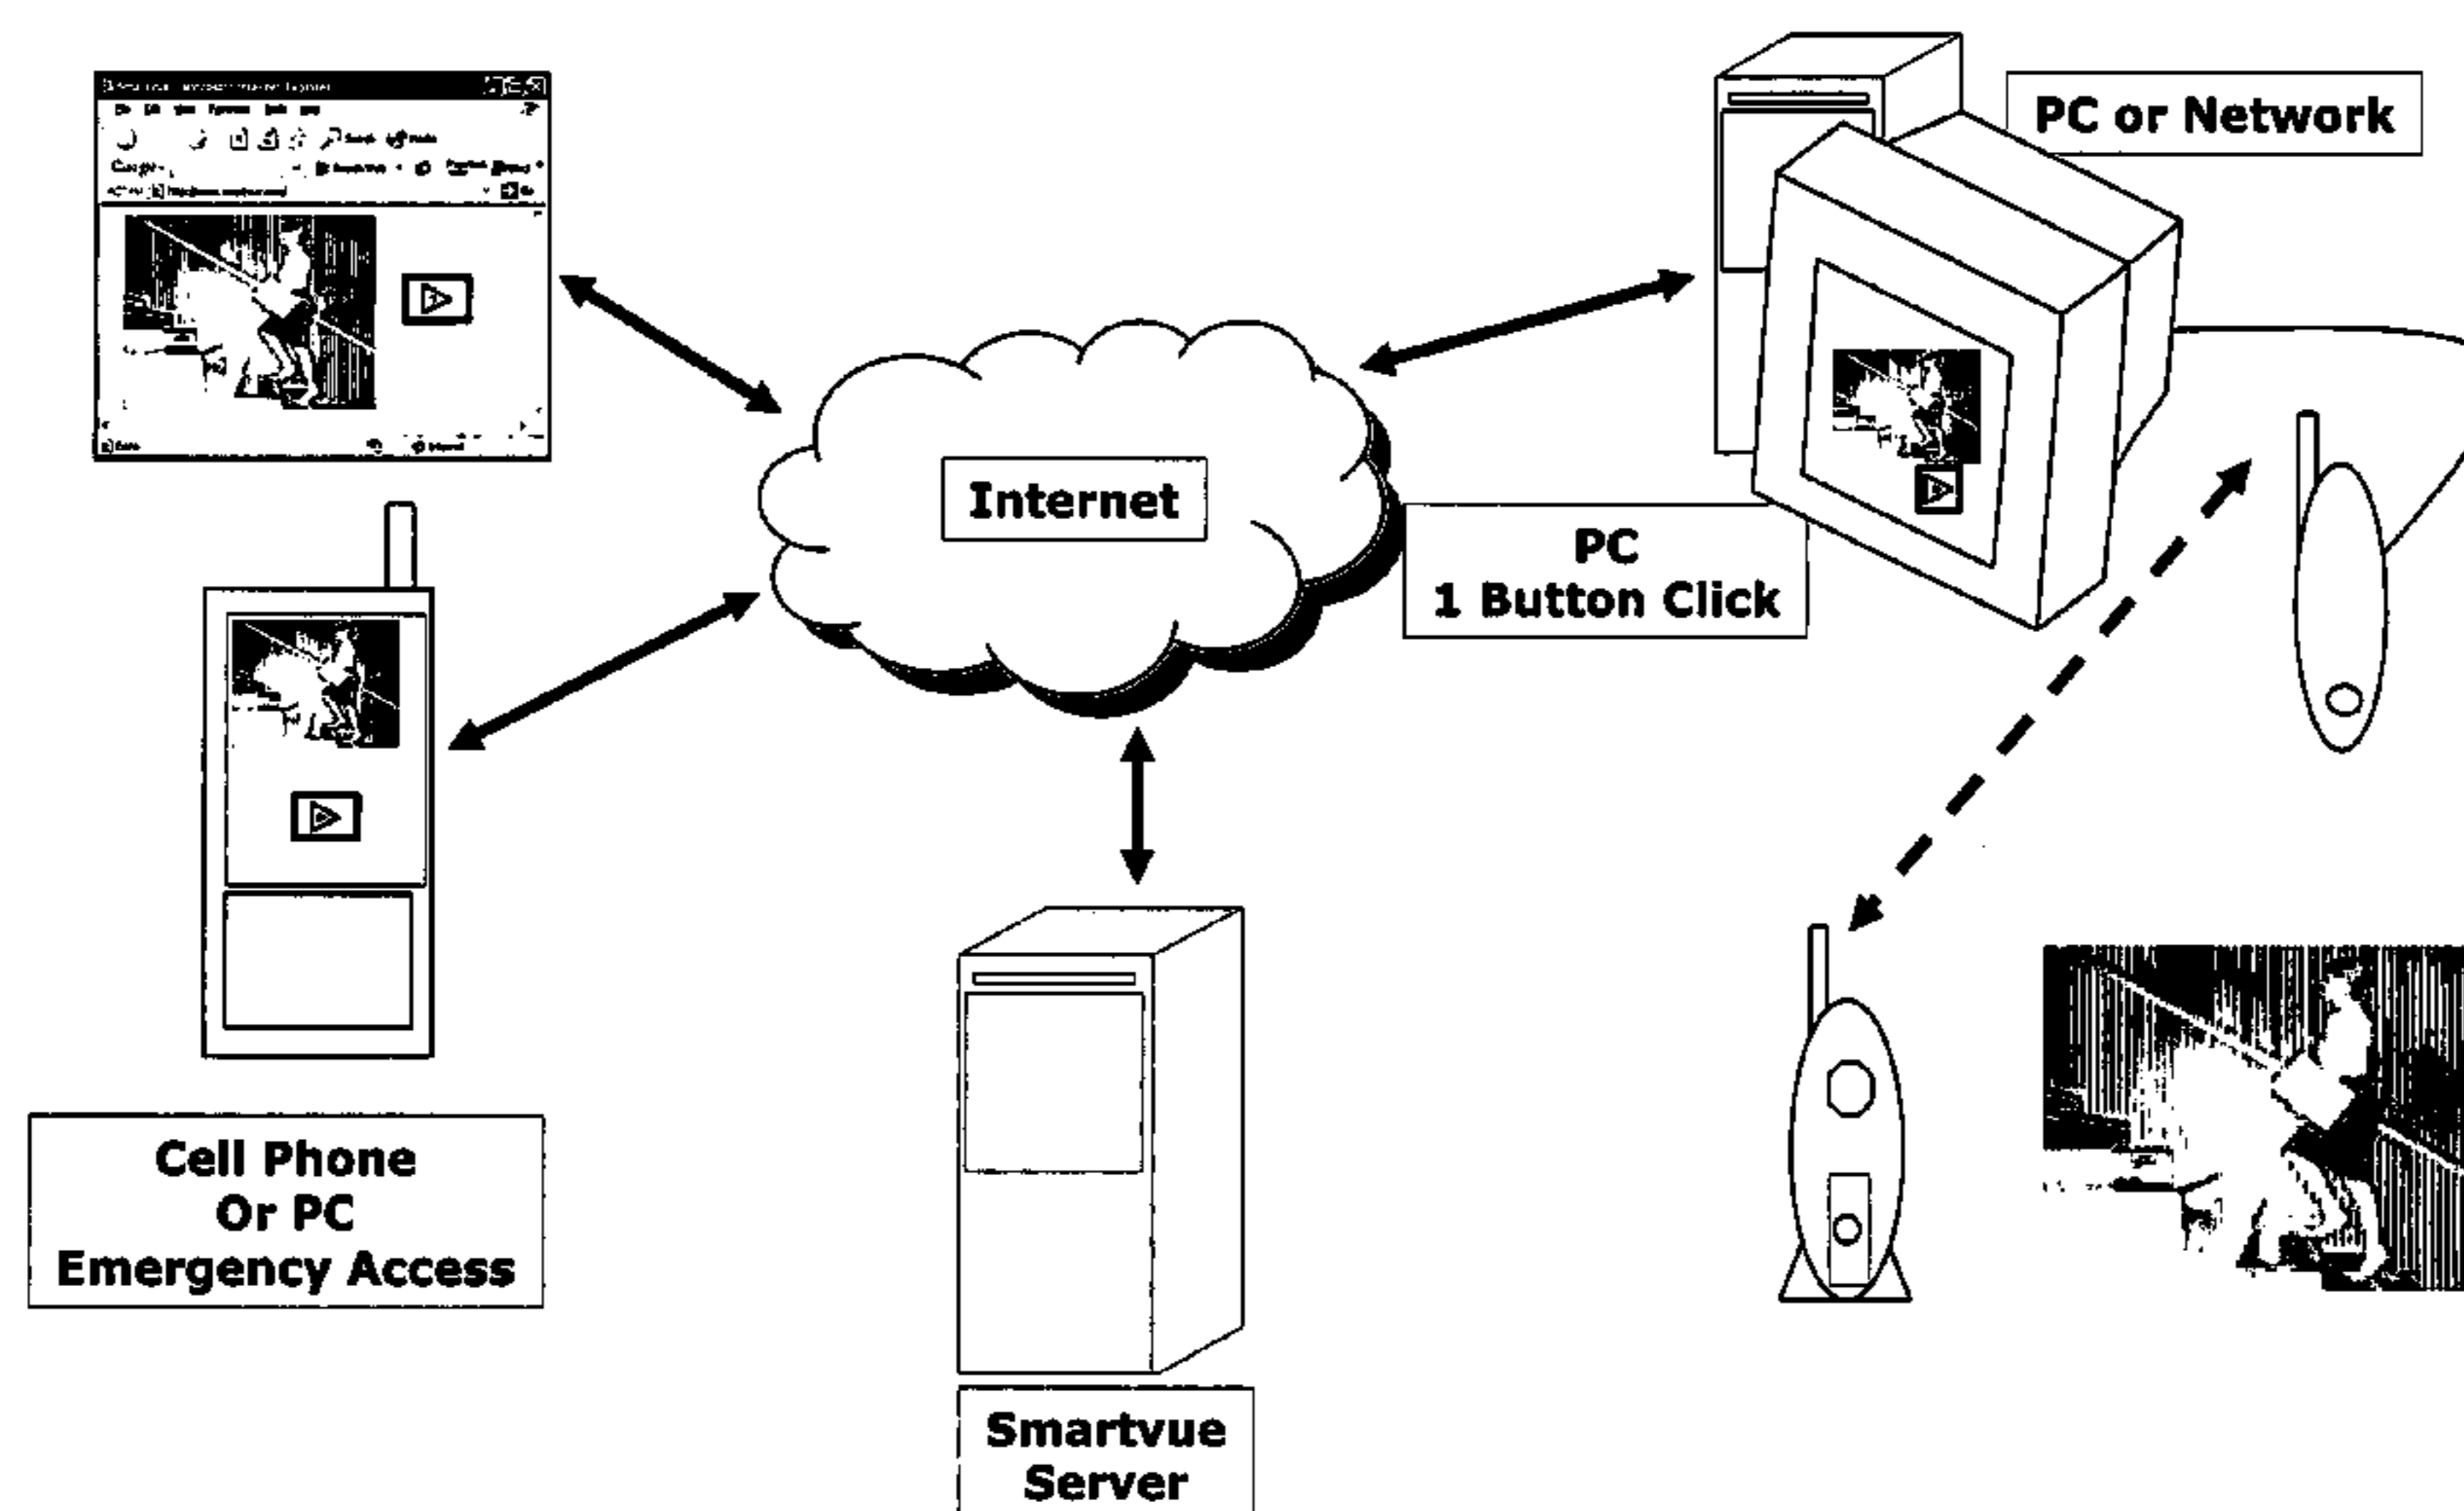 PC or Network
Internet
PC
1 Button Click
Cell Phone
Or PC
Emergency Access
Smartvue
Server